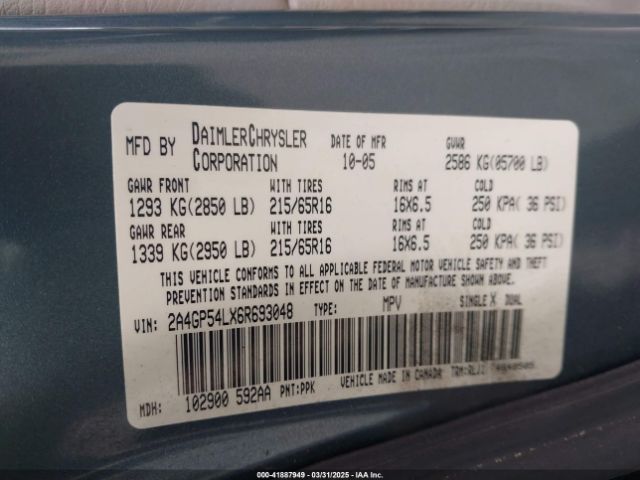 MFD BY DAIMLERCHRYSLER CORPORATION DATE OF MFR 10-05 GVWR 2586 KG(05700 LB)
GAWR FRONT WITH TIRES RIMS AT COLD
1293 KG(2850 LB) 215/65R16 16X6.5 250 KPA( 36 PSI)
GAWR REAR WITH TIRES RIMS AT COLD
1339 KG(2950 LB) 215/65R16 16X6.5 250 KPA( 36 PSI)
THIS VEHICLE CONFORMS TO ALL APPLICABLE FEDERAL MOTOR VEHICLE SAFETY AND THEFT
PREVENTION STANDARDS IN EFFECT ON THE DATE OF MANUFACTURE SHOWN ABOVE.
VIN: 2A4GP54LX6R693048 TYPE: MPV SINGLE X DUAL
MDH: 102900 592AA PNT:PPK VEHICLE MADE IN CANADA
20-41887949 - 03/31/2025 - IAA Inc.